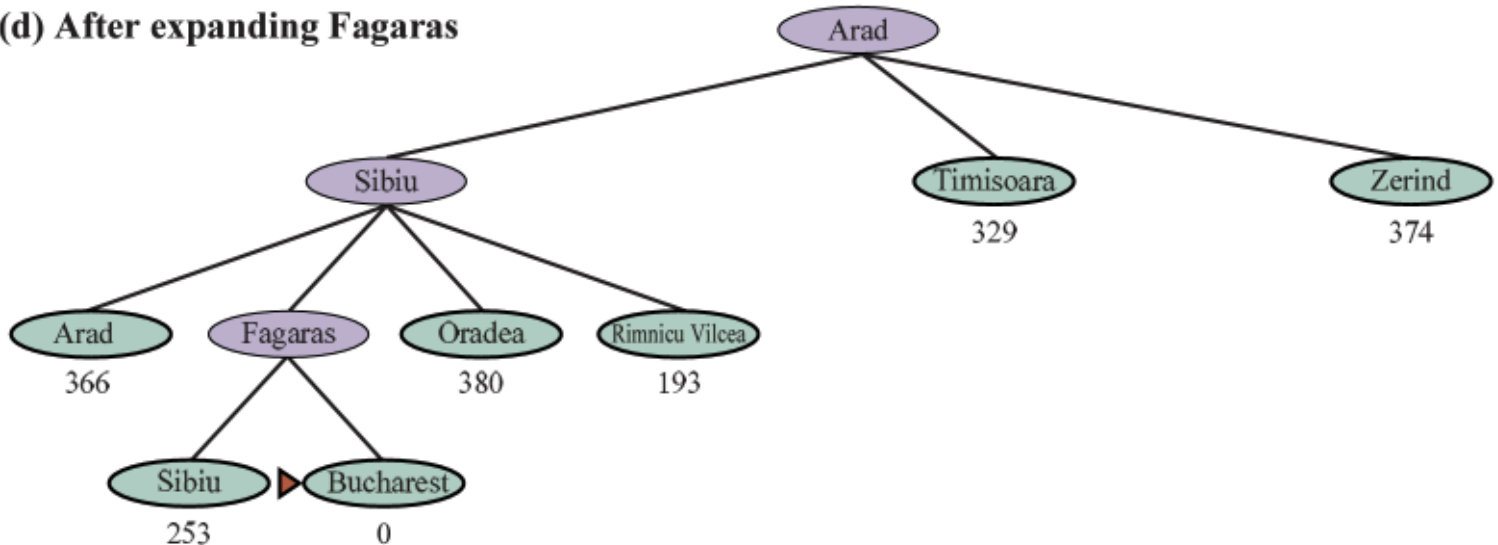 (d) After expanding Fagaras
Arad
Sibiu
Timisoara
Zerind
329
374
Arad
Fagaras
Oradea
Rimnicu Vilcea
366
380
193
Sibiu
Bucharest
253
0